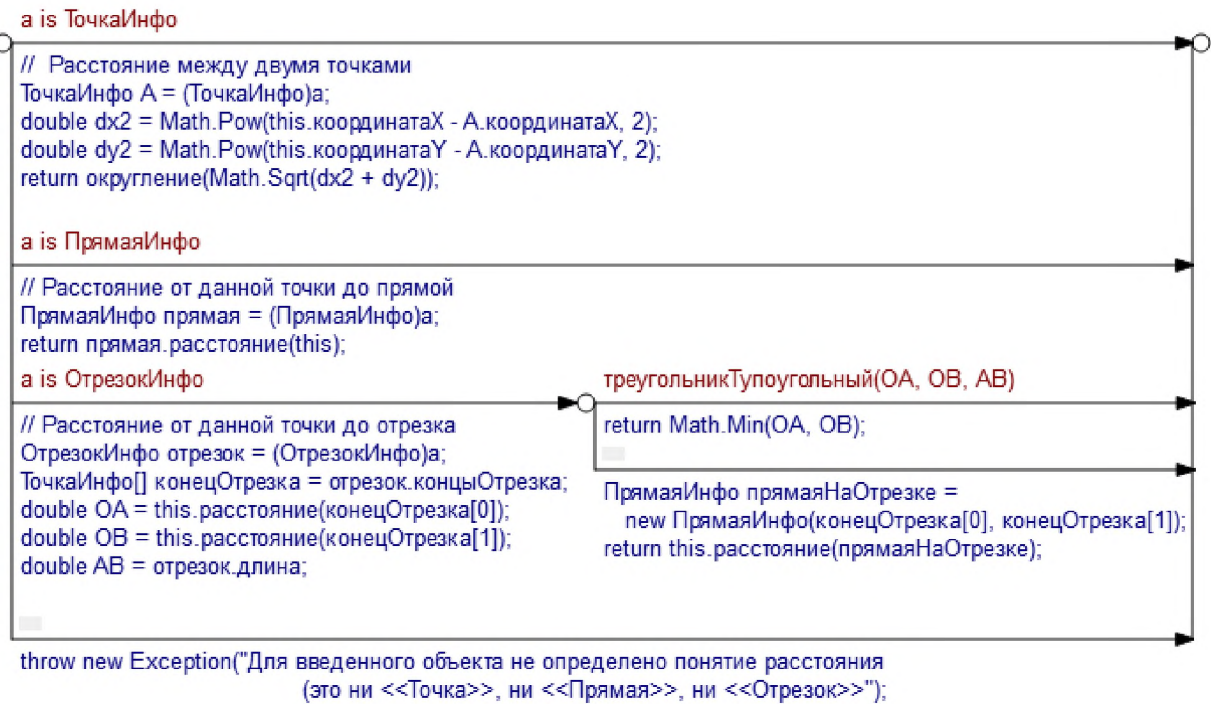 a is ТочкаИнфо
// Расстояние между двумя точками
ТочкаИнфо A = (ТочкаИнфо)a;
double dx2 = Math.Pow(this.координатаX - A.координатаX, 2);
double dy2 = Math.Pow(this.координатаY - A.координатаY, 2);
return округление(Math.Sqrt(dx2 + dy2));
a is ПрямаяИнфо
// Расстояние от данной точки до прямой
ПрямаяИнфо прямая = (ПрямаяИнфо)a;
return прямая.расстояние(this);
a is ОтрезокИнфо
// Расстояние от данной точки до отрезка
ОтрезокИнфо отрезок = (ОтрезокИнфо)a;
ТочкаИнфо[] конецОтрезка = отрезок.концыОтрезка;
double OA = this.расстояние(конецОтрезка[0]);
double OB = this.расстояние(конецОтрезка[1]);
double AB = отрезок.длина;
треугольникТупоугольный(OA, OB, AB)
return Math.Min(OA, OB);
ПрямаяИнфо прямаяНаОтрезке =
new ПрямаяИнфо(конецОтрезка[0], конецОтрезка[1]);
return this.расстояние(прямаяНаОтрезке);
throw new Exception("Для введенного объекта не определено понятие расстояния
(это ни <<Точка>>, ни <<Прямая>>, ни <<Отрезок>>");